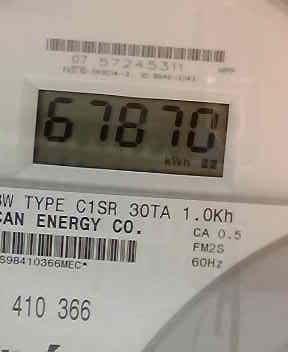 07 57245311
67870
kWh
W TYPE C1SR 30TA 1.0Kh
CAN ENERGY CO.
CA 0.5
FM2S
60Hz
S98410366MEC*
410 366